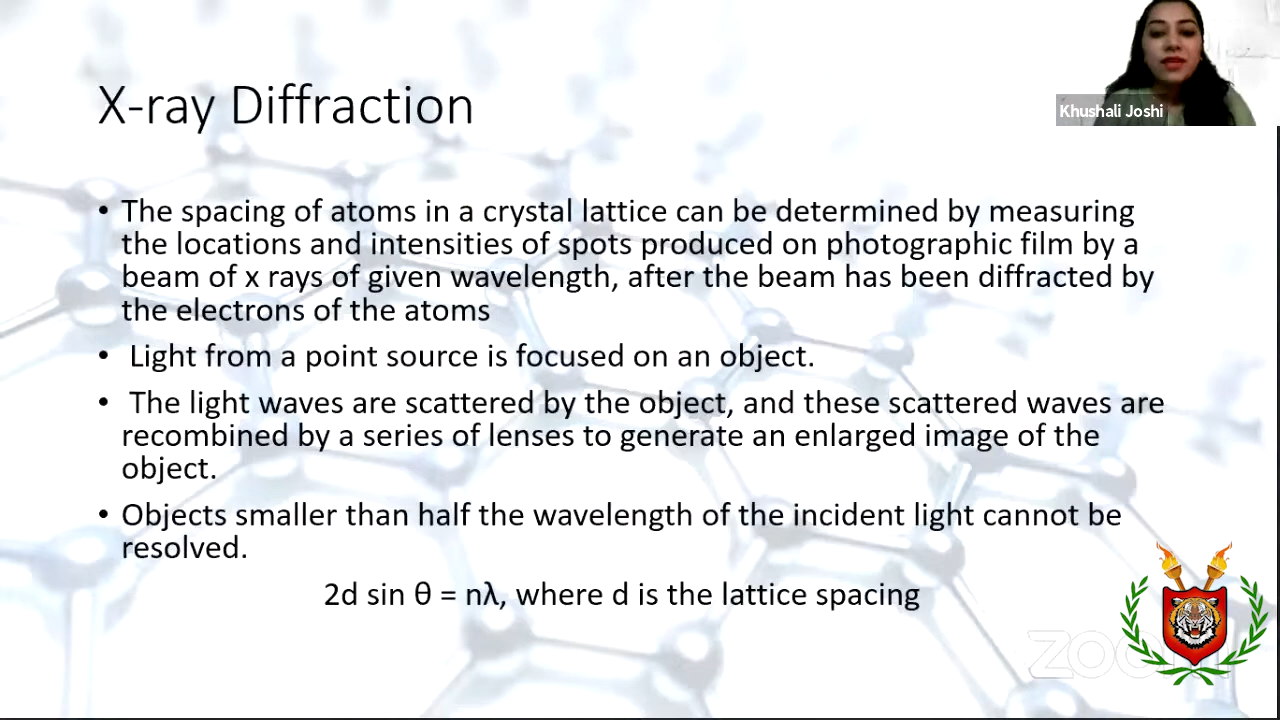 X-ray Diffraction
Khushali Joshi
• The spacing of atoms in a crystal lattice can be determined by measuring
the locations and intensities of spots produced on photographic film by a
beam of x rays of given wavelength, after the beam has been diffracted by
the electrons of the atoms
• Light from a point source is focused on an object.
• The light waves are scattered by the object, and these scattered waves are
recombined by a series of lenses to generate an enlarged image of the
object.
• Objects smaller than half the wavelength of the incident light cannot be
resolved.
2d sin θ = nλ, where d is the lattice spacing
zoom